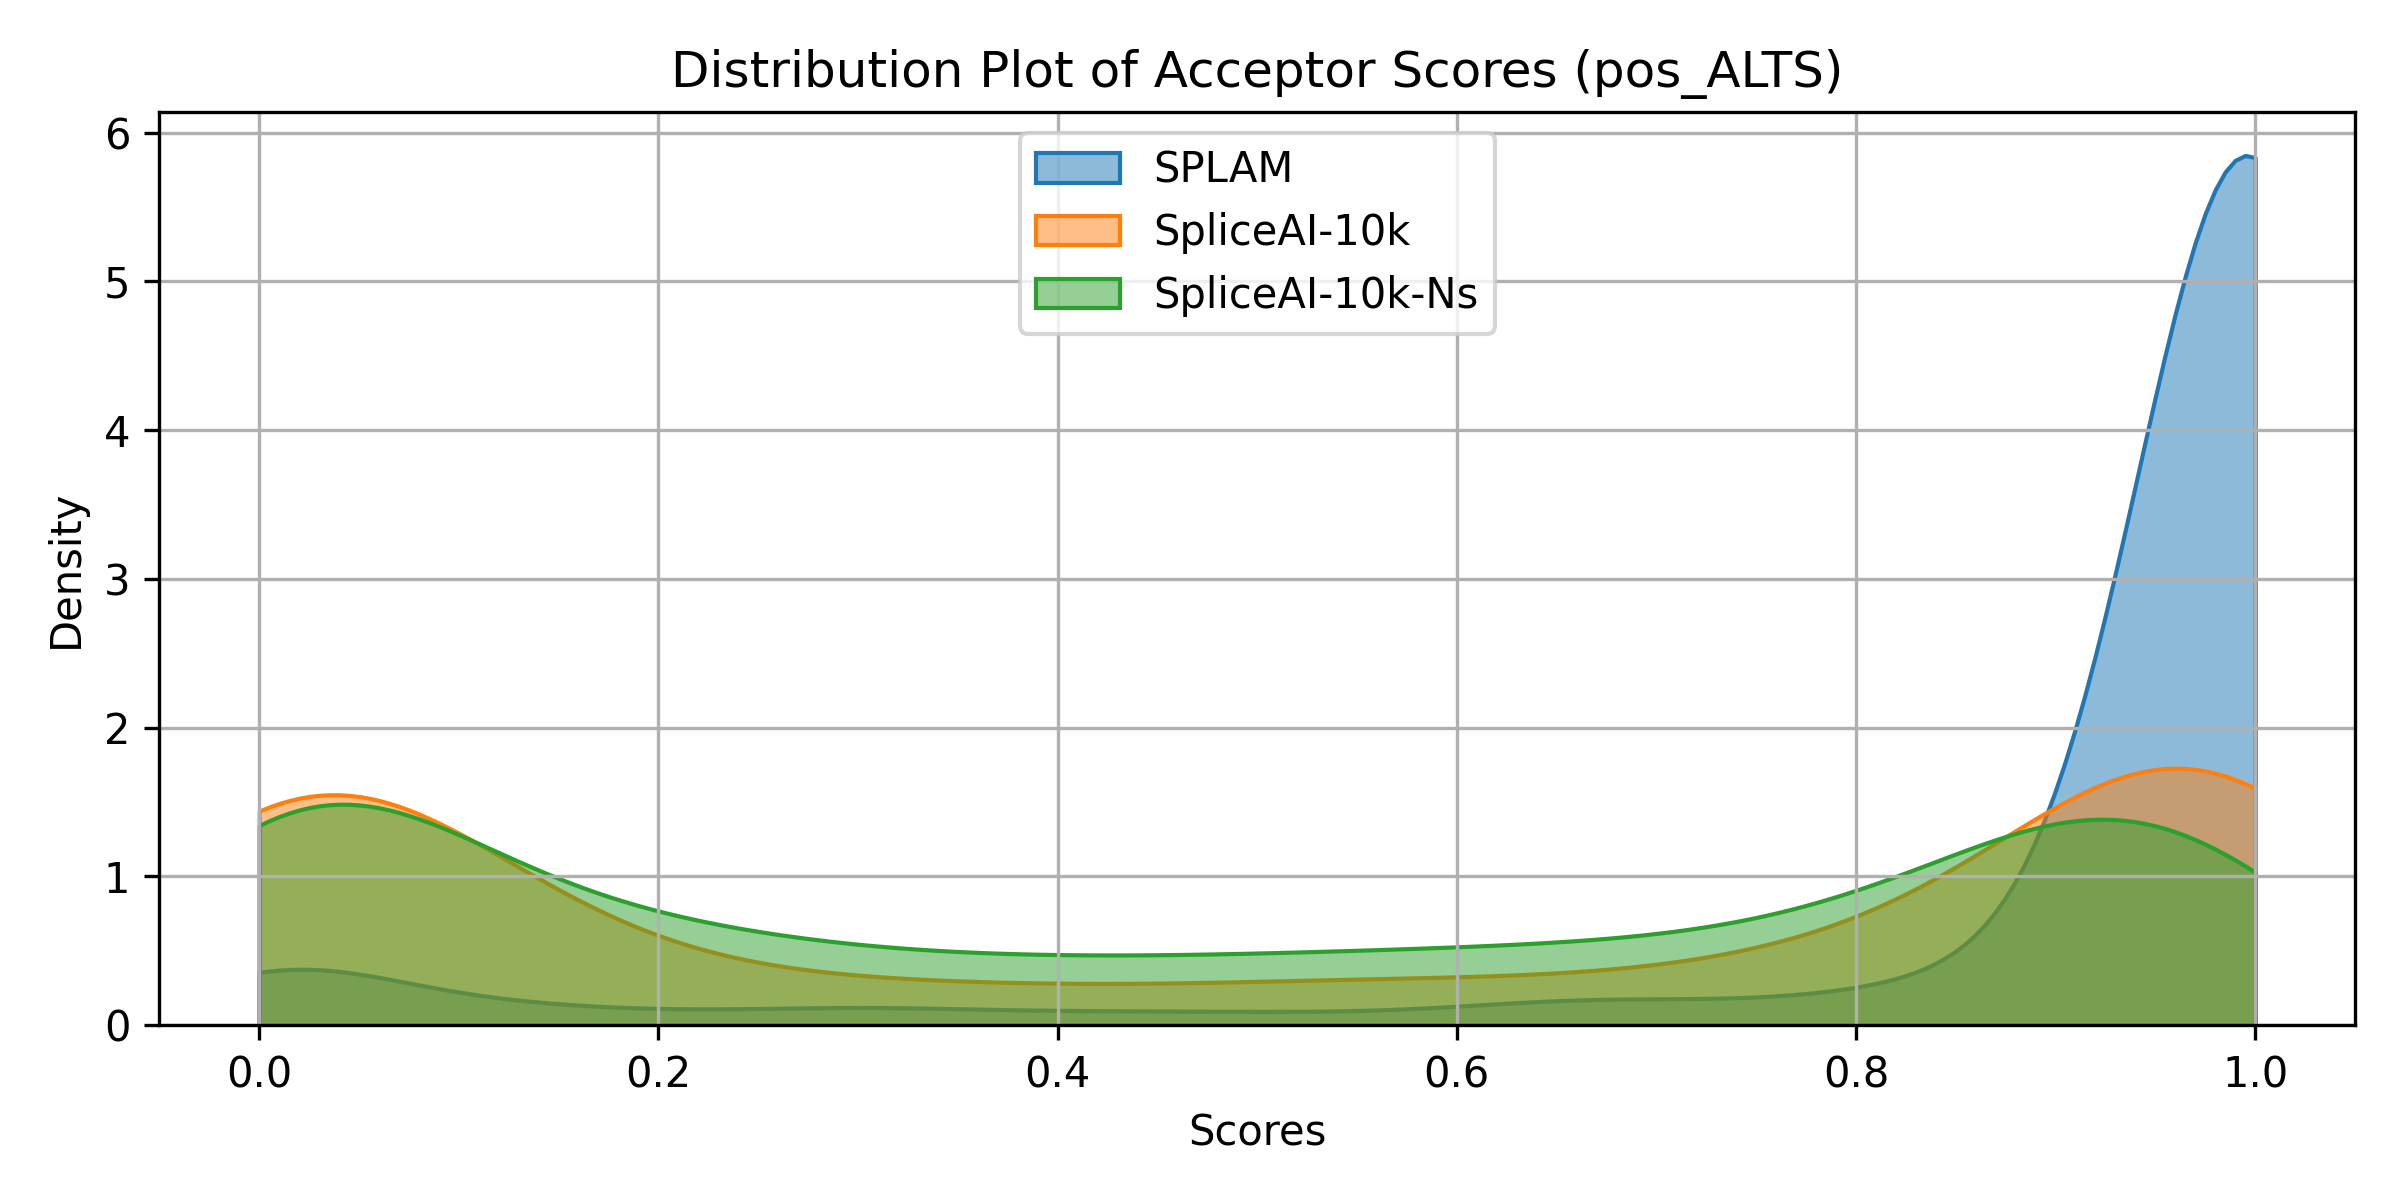 Distribution Plot of Acceptor Scores (pos_ALTS)
6
5
4
3
2
1
0
Density
SPLAM
SpliceAI-10k
SpliceAI-10k-Ns
0.0 0.2 0.4 0.6 0.8 1.0
Scores